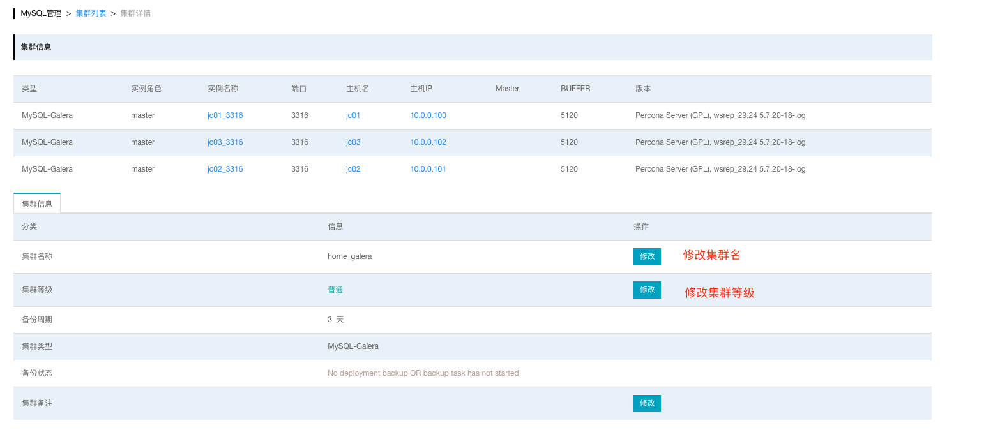 MySQL管理 > 集群列表 > 集群详情
集群信息
类型 实例角色 实例名称 端口 主机名 主机IP Master BUFFER 版本
MySQL-Galera master jc01_3316 3316 jc01 10.0.0.100 5120 Percona Server (GPL), wsrep_29.24 5.7.20-18-log
MySQL-Galera master jc03_3316 3316 jc03 10.0.0.102 5120 Percona Server (GPL), wsrep_29.24 5.7.20-18-log
MySQL-Galera master jc02_3316 3316 jc02 10.0.0.101 5120 Percona Server (GPL), wsrep_29.24 5.7.20-18-log
集群信息
分类 信息 操作
集群名称 home_galera 修改 修改集群名
集群等级 普通 修改 修改集群等级
备份周期 3 天
集群类型 MySQL-Galera
备份状态 No deployment backup OR backup task has not started
集群备注 修改